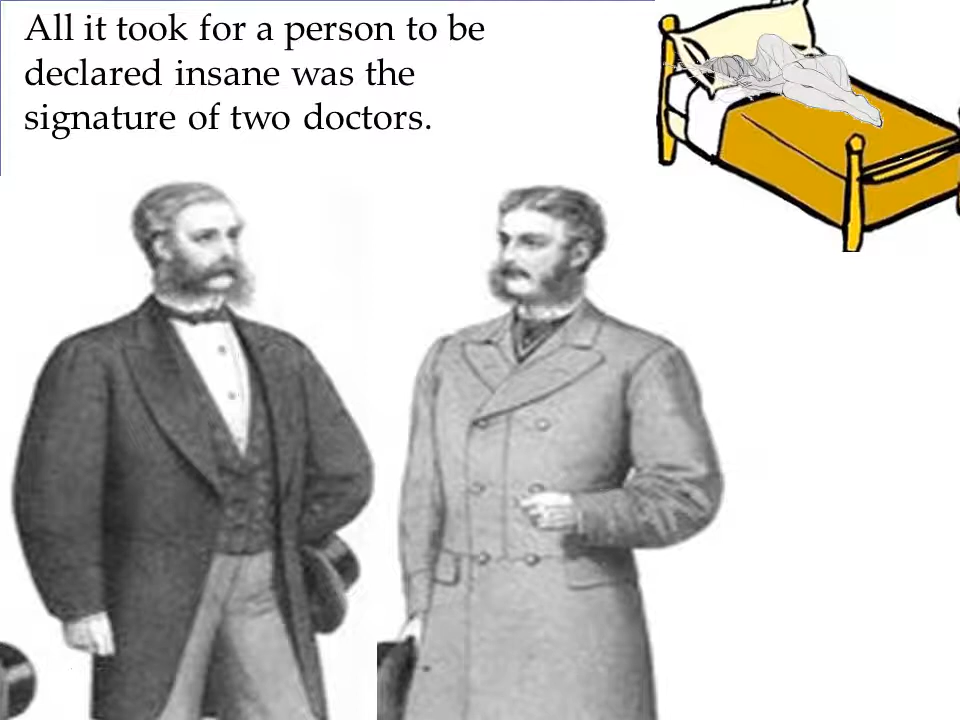 All it took for a person to be
declared insane was the
signature of two doctors.